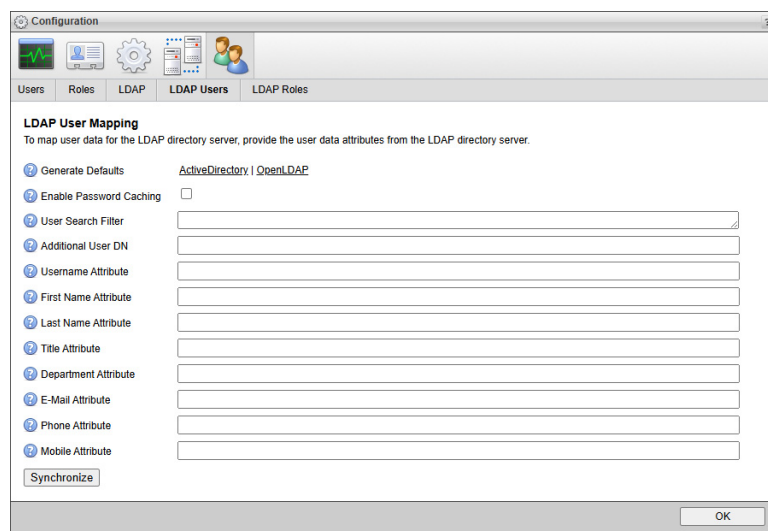 Configuration
Users Roles LDAP LDAP Users LDAP Roles
LDAP User Mapping
To map user data for the LDAP directory server, provide the user data attributes from the LDAP directory server.
? Generate Defaults ActiveDirectory | OpenLDAP
? Enable Password Caching
? User Search Filter
? Additional User DN
? Username Attribute
? First Name Attribute
? Last Name Attribute
? Title Attribute
? Department Attribute
? E-Mail Attribute
? Phone Attribute
? Mobile Attribute
Synchronize
OK